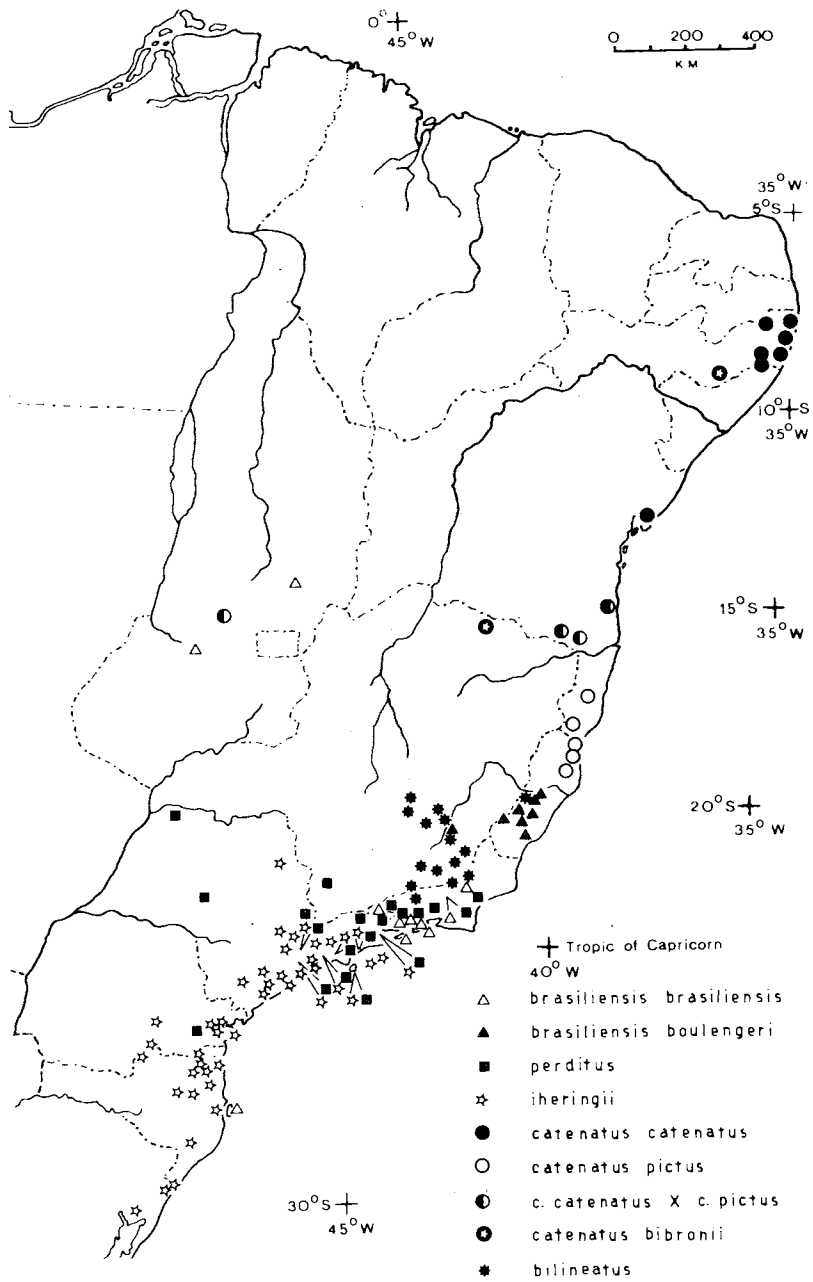 0°
45°W
0 200 400
KM
35°W
5°S
10°S
35°W
15°S
35°W
20°S
35°W
Tropic of Capricorn
40°W
brasiliensis brasiliensis
brasiliensis boulengeri
perditus
iheringii
catenatus catenatus
catenatus pictus
c. catenatus X c. pictus
catenatus bibronii
bilineatus
30°S
45°W